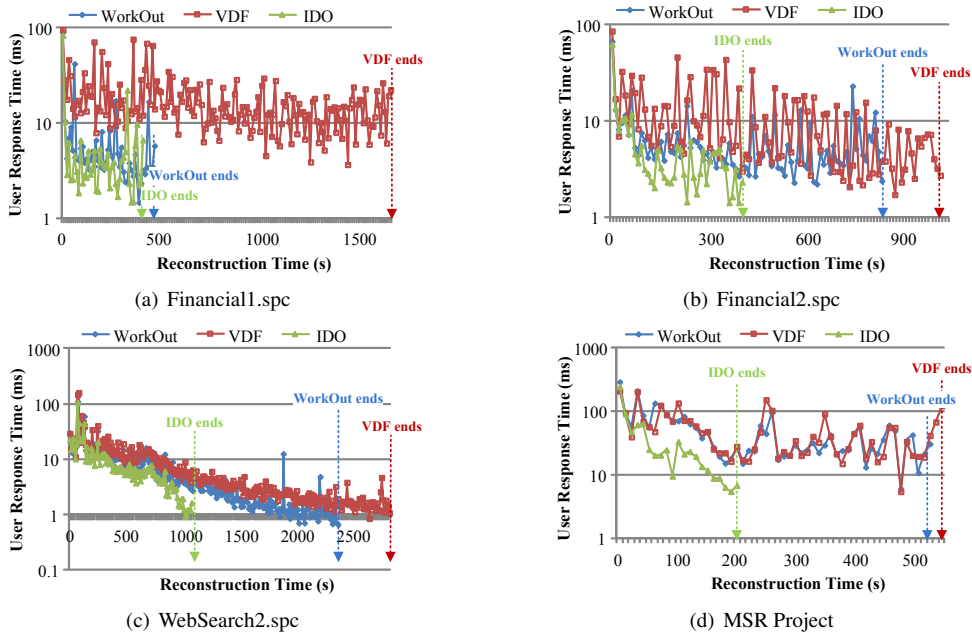 WorkOut VDF IDO
User Response Time (ms)
100
10
1
VDF ends
WorkOut ends
IDO ends
0 500 1000 1500
Reconstruction Time (s)
(a) Financial1.spc
WorkOut VDF IDO
User Response Time (ms)
100
10
1
IDO ends
WorkOut ends
VDF ends
0 300 600 900
Reconstruction Time (s)
(b) Financial2.spc
WorkOut VDF IDO
User Response Time (ms)
1000
100
10
1
0.1
WorkOut ends
IDO ends
VDF ends
0 500 1000 1500 2000 2500
Reconstruction Time (s)
(c) WebSearch2.spc
WorkOut VDF IDO
User Response Time (ms)
1000
100
10
1
VDF ends
IDO ends
WorkOut ends
0 100 200 300 400 500
Reconstruction Time (s)
(d) MSR Project